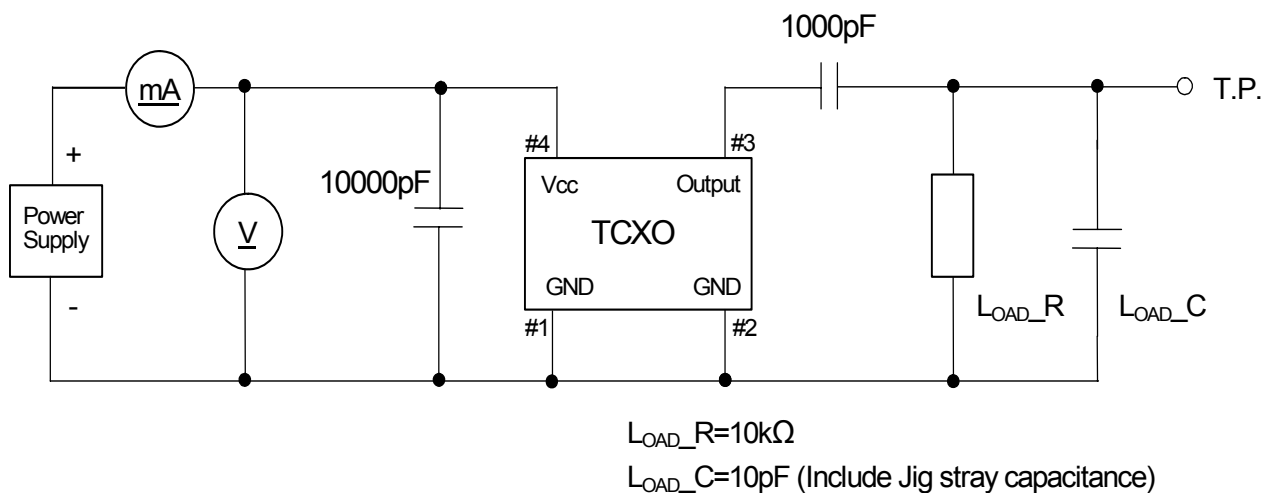 1000pF
mA
T.P.
+
#4
#3
10000pF
Vcc
Output
Power
Supply
V
TCXO
GND
GND
-
#1
#2
LOAD_R
LOAD_C
LOAD_R=10kΩ
LOAD_C=10pF (Include Jig stray capacitance)